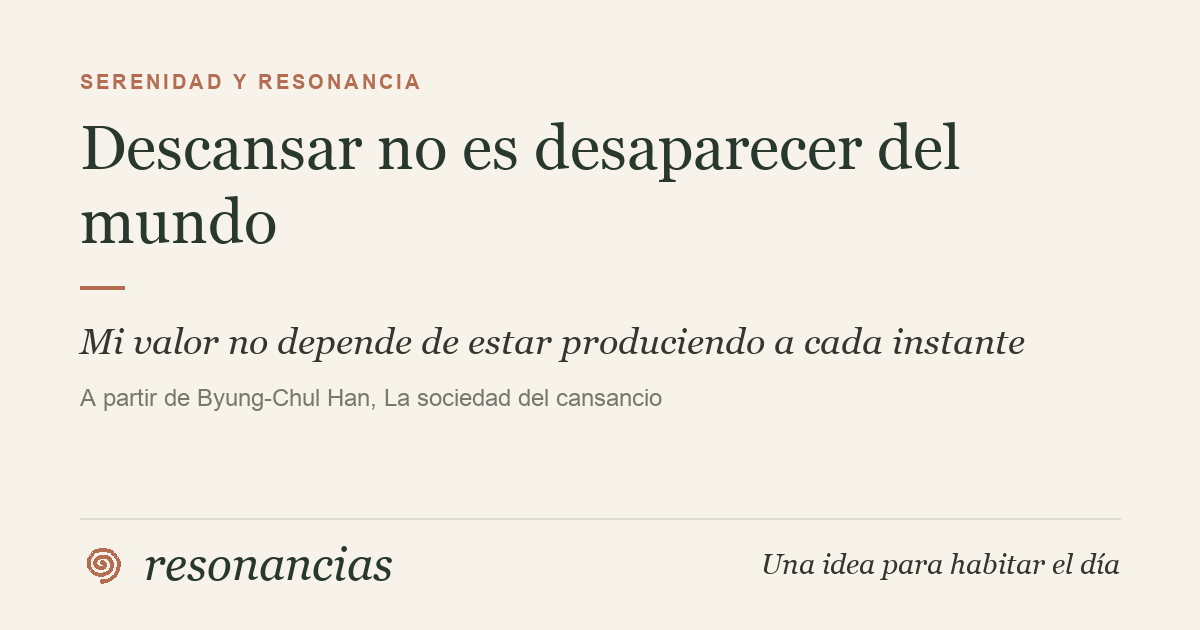 SERENIDAD Y RESONANCIA
Descansar no es desaparecer del
mundo
Mi valor no depende de estar produciendo a cada instante
A partir de Byung-Chul Han, La sociedad del cansancio
resonancias
Una idea para habitar el día